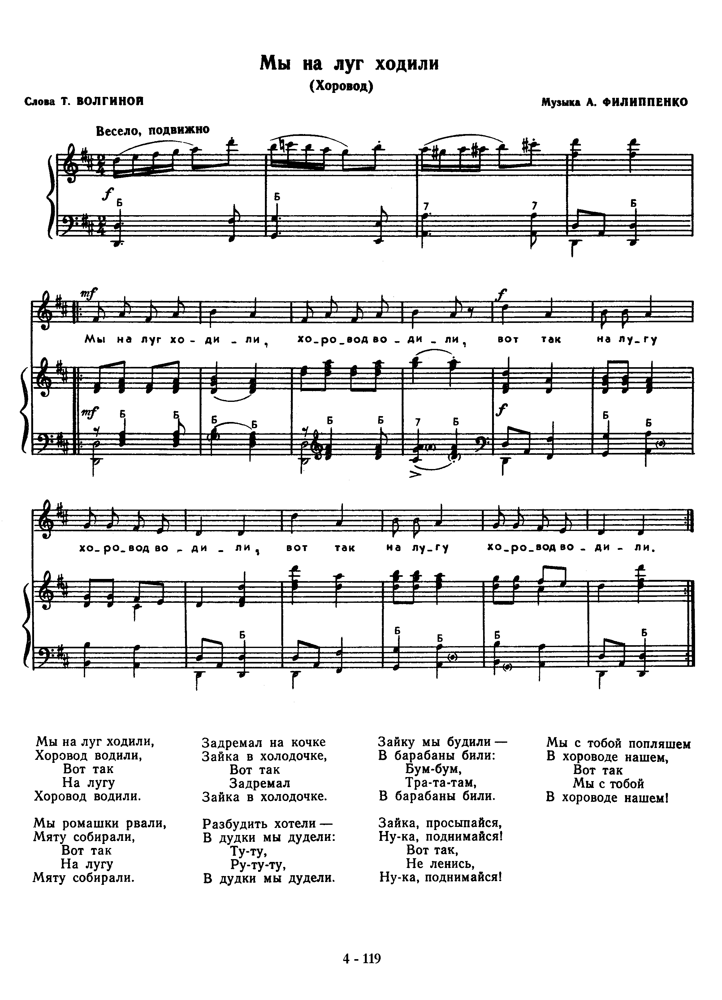 Мы на луг ходили
(Хоровод)
Слова Т. ВОЛГИНОЙ
Музыка А. ФИЛИППЕНКО
Весело, подвижно
f
Б Б 7 7 Б
2/4
2/4
mf f
Мы на луг хо - ди - ли, хо - ро - вод во - ди - ли, вот так на лу - гу
mf f
Б Б Б Б Б Б 7 Б Б Б
хо - ро - вод во - ди - ли, вот так на лу - гу хо - ро - вод во - ди - ли.
Б Б Б Б Б
Мы на луг ходили,
Хоровод водили,
Вот так
На лугу
Хоровод водили.
Мы ромашки рвали,
Мяту собирали,
Вот так
На лугу
Мяту собирали.
Задремал на кочке
Зайка в холодочке,
Вот так
Задремал
Зайка в холодочке.
Разбудить хотели —
В дудки мы дудели:
Ту-ту,
Ру-ту-ту,
В дудки мы дудели.
Зайку мы будили —
В барабаны били:
Бум-бум,
Тра-та-там,
В барабаны били.
Зайка, просыпайся,
Ну-ка, поднимайся!
Вот так,
Не ленись,
Ну-ка, поднимайся!
Мы с тобой попляшем
В хороводе нашем,
Вот так
Мы с тобой
В хороводе нашем!
4 - 119